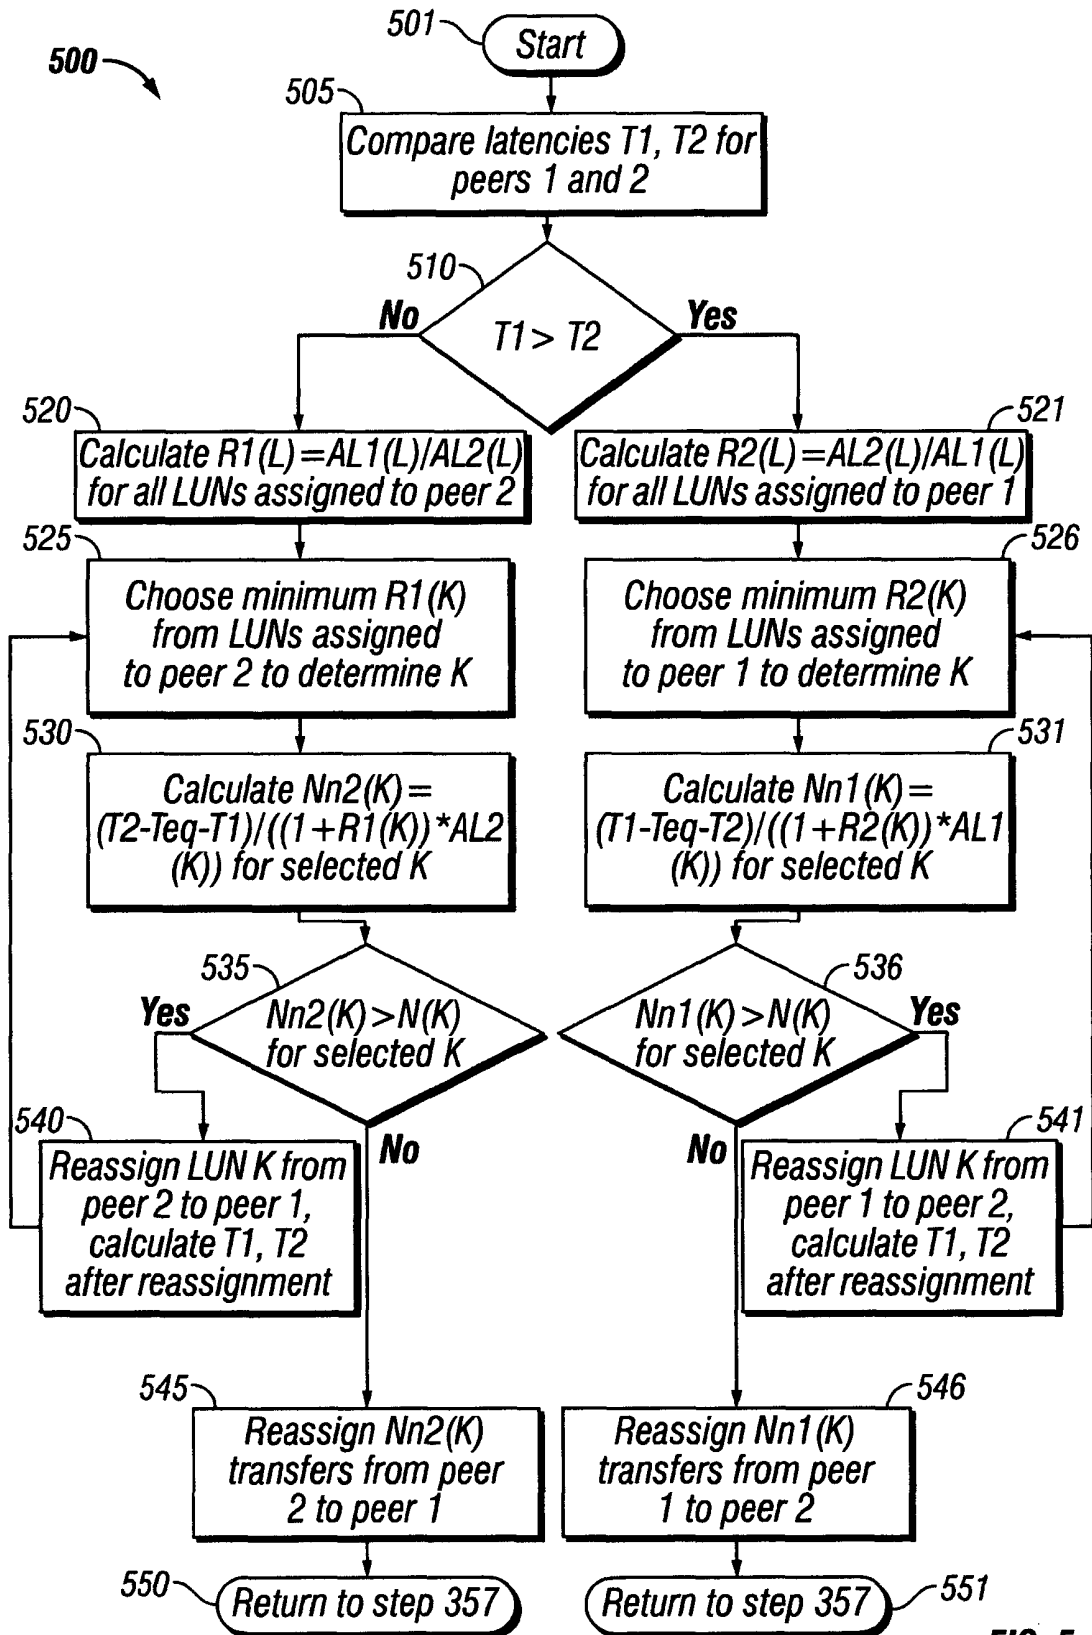 501
Start
500
505
Compare latencies T1, T2 for
peers 1 and 2
510
No
T1 > T2
Yes
520
Calculate R1(L)=AL1(L)/AL2(L)
for all LUNs assigned to peer 2
521
Calculate R2(L)=AL2(L)/AL1(L)
for all LUNs assigned to peer 1
525
Choose minimum R1(K)
from LUNs assigned
to peer 2 to determine K
526
Choose minimum R2(K)
from LUNs assigned
to peer 1 to determine K
530
Calculate Nn2(K)=
(T2-Teq-T1)/((1+R1(K))*AL2
(K)) for selected K
531
Calculate Nn1(K)=
(T1-Teq-T2)/((1+R2(K))*AL1
(K)) for selected K
535
Yes
Nn2(K)>N(K)
for selected K
No
536
Nn1(K)>N(K)
for selected K
Yes
No
540
Reassign LUN K from
peer 2 to peer 1,
calculate T1, T2
after reassignment
541
Reassign LUN K from
peer 1 to peer 2,
calculate T1, T2
after reassignment
545
Reassign Nn2(K)
transfers from peer
2 to peer 1
546
Reassign Nn1(K)
transfers from peer
1 to peer 2
550
Return to step 357
Return to step 357
551